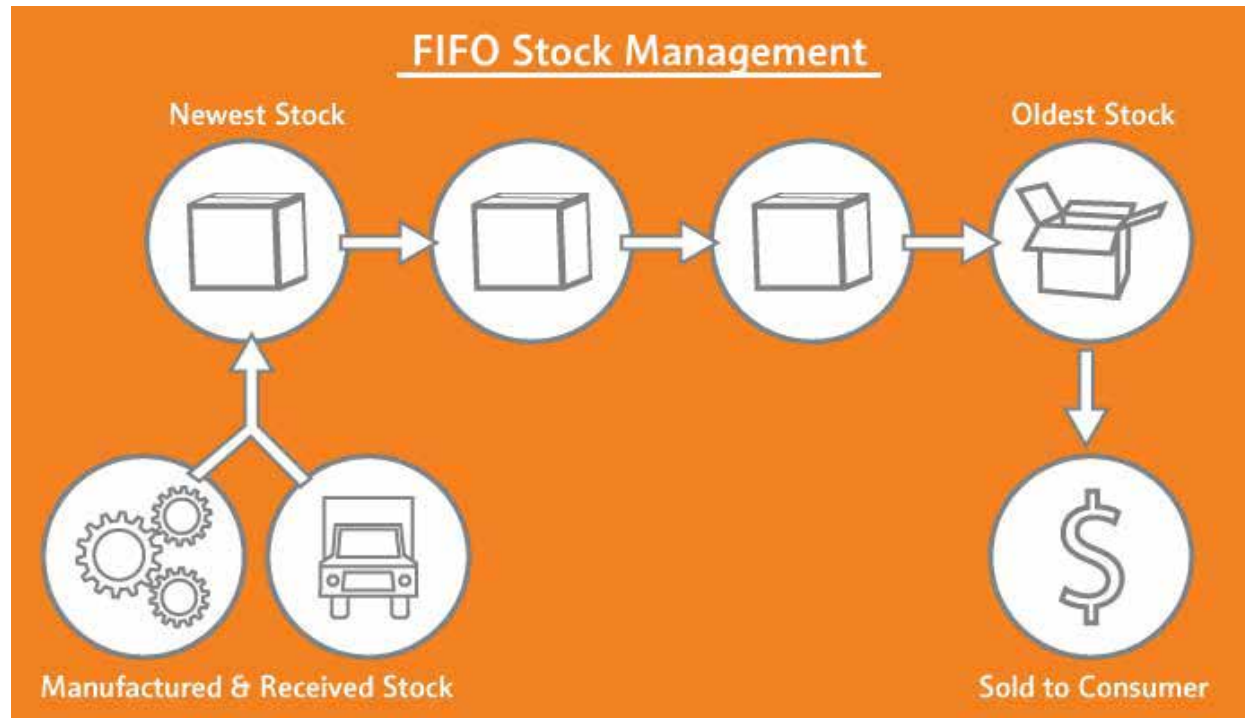 FIFO Stock Management
Newest Stock
Oldest Stock
Manufactured & Received Stock
Sold to Consumer